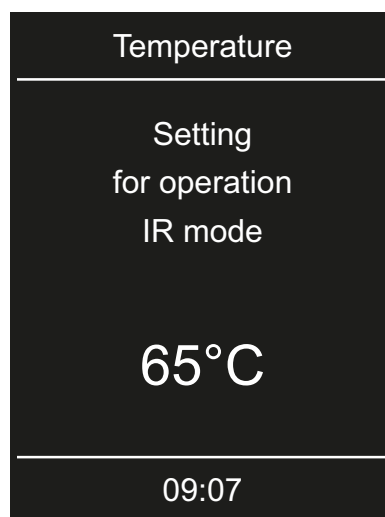 Temperature
Setting
for operation
IR mode
65°C
09:07